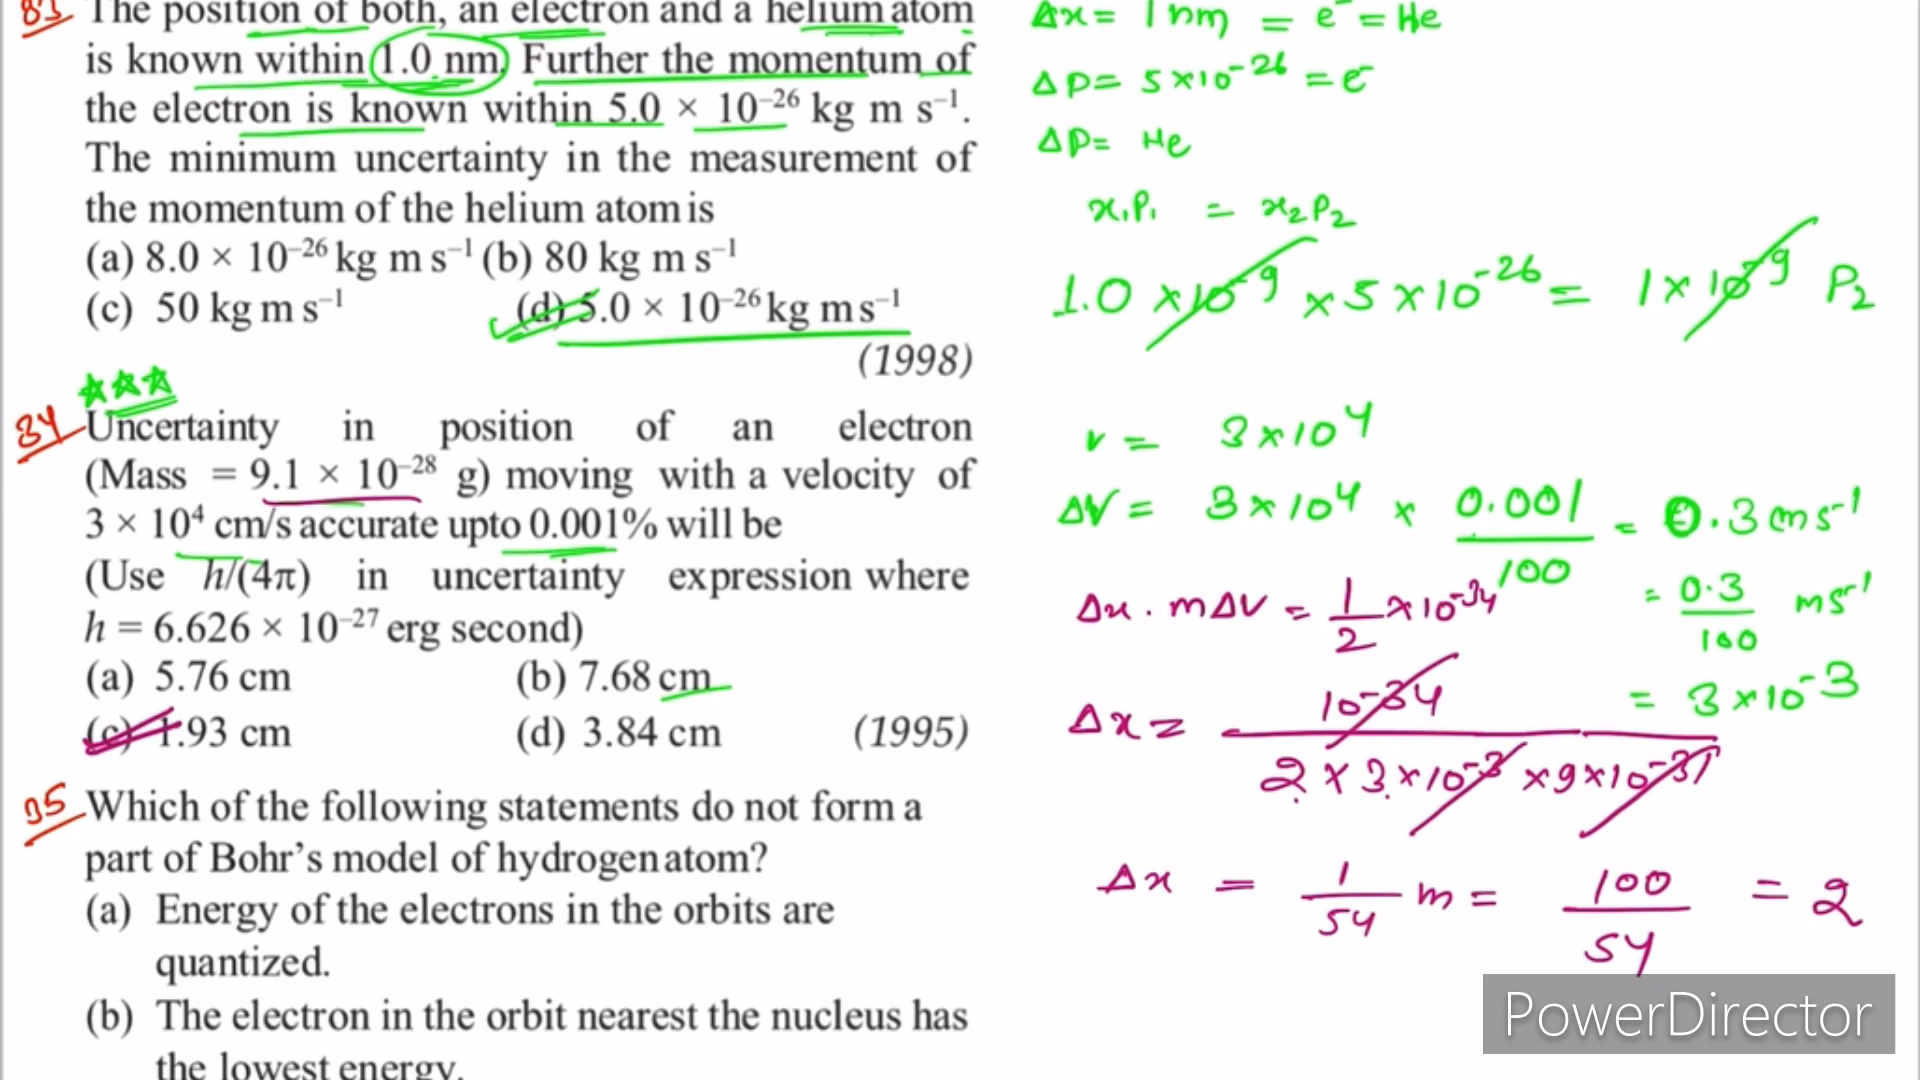 83 The position of both, an electron and a helium atom
is known within 1.0 nm. Further the momentum of
the electron is known within 5.0 × 10⁻²⁶ kg m s⁻¹.
The minimum uncertainty in the measurement of
the momentum of the helium atom is
(a) 8.0 × 10⁻²⁶ kg m s⁻¹ (b) 80 kg m s⁻¹
(c) 50 kg m s⁻¹ (d) 5.0 × 10⁻²⁶ kg m s⁻¹
(1998)
84 Uncertainty in position of an electron
(Mass = 9.1 × 10⁻²⁸ g) moving with a velocity of
3 × 10⁴ cm/s accurate upto 0.001% will be
(Use h/(4π) in uncertainty expression where
h = 6.626 × 10⁻²⁷ erg second)
(a) 5.76 cm (b) 7.68 cm
(c) 1.93 cm (d) 3.84 cm (1995)
85 Which of the following statements do not form a
part of Bohr's model of hydrogen atom?
(a) Energy of the electrons in the orbits are
quantized.
(b) The electron in the orbit nearest the nucleus has
the lowest energy.
Δx = 1 nm = e⁻ = He
ΔP = 5×10⁻²⁶ = e⁻
ΔP = He
x₁P₁ = x₂P₂
1.0 ×10⁻⁹ ×5×10⁻²⁶ = 1×10⁻⁹ P₂
v = 3×10⁴
ΔV = 3×10⁴ × 0.001/100 = 0.3 cms⁻¹
= 0.3/100 ms⁻¹
= 3×10⁻³
Δx . mΔV = 1/2 ×10⁻³⁴
Δx = 10⁻³⁴ / 2×3×10⁻³ ×9×10⁻³¹
Δx = 1/54 m = 100/54 = 2
PowerDirector